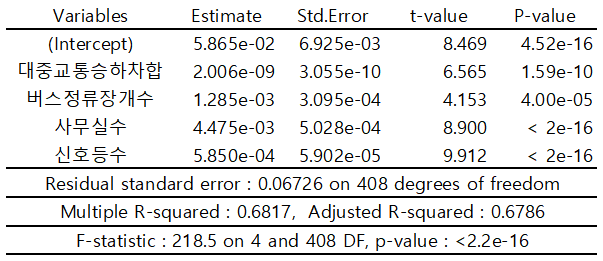 Variables Estimate Std.Error t-value P-value
(Intercept) 5.865e-02 6.925e-03 8.469 4.52e-16
대중교통승하차합 2.006e-09 3.055e-10 6.565 1.59e-10
버스정류장개수 1.285e-03 3.095e-04 4.153 4.00e-05
사무실수 4.475e-03 5.028e-04 8.900 < 2e-16
신호등수 5.850e-04 5.902e-05 9.912 < 2e-16
Residual standard error : 0.06726 on 408 degrees of freedom
Multiple R-squared : 0.6817, Adjusted R-squared : 0.6786
F-statistic : 218.5 on 4 and 408 DF, p-value : <2.2e-16